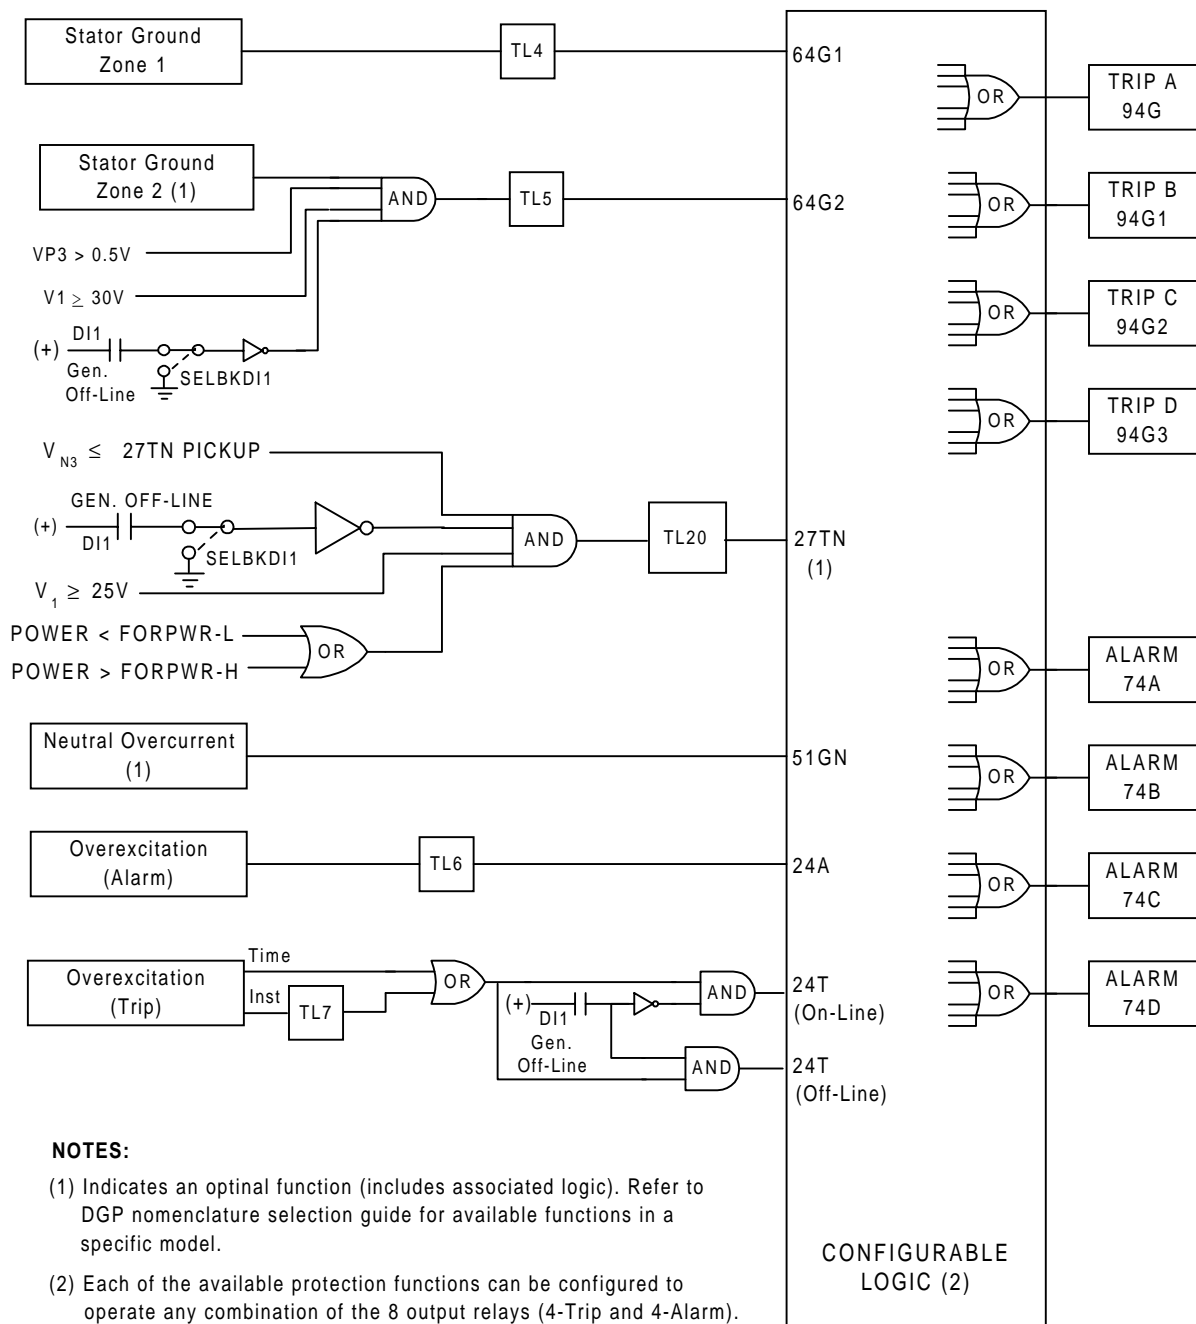 Stator Ground
Zone 1
TL4
64G1
OR
TRIP A
94G
Stator Ground
Zone 2 (1)
AND
TL5
64G2
OR
TRIP B
94G1
VP3 > 0.5V
V1 ≥ 30V
OR
TRIP C
94G2
(+)
DI1
Gen.
Off-Line
SELBKDI1
OR
TRIP D
94G3
V N3 ≤ 27TN PICKUP
GEN. OFF-LINE
(+)
DI1
SELBKDI1
AND
TL20
27TN
(1)
V 1 ≥ 25V
POWER < FORPWR-L
OR
POWER > FORPWR-H
OR
ALARM
74A
Neutral Overcurrent
(1)
51GN
OR
ALARM
74B
Overexcitation
(Alarm)
TL6
24A
OR
ALARM
74C
Overexcitation
(Trip)
Time
Inst
TL7
OR
(+)
DI1
Gen.
Off-Line
AND
24T
(On-Line)
AND
24T
(Off-Line)
OR
ALARM
74D
NOTES:
(1) Indicates an optinal function (includes associated logic). Refer to
DGP nomenclature selection guide for available functions in a
specific model.
(2) Each of the available protection functions can be configured to
operate any combination of the 8 output relays (4-Trip and 4-Alarm).
CONFIGURABLE
LOGIC (2)